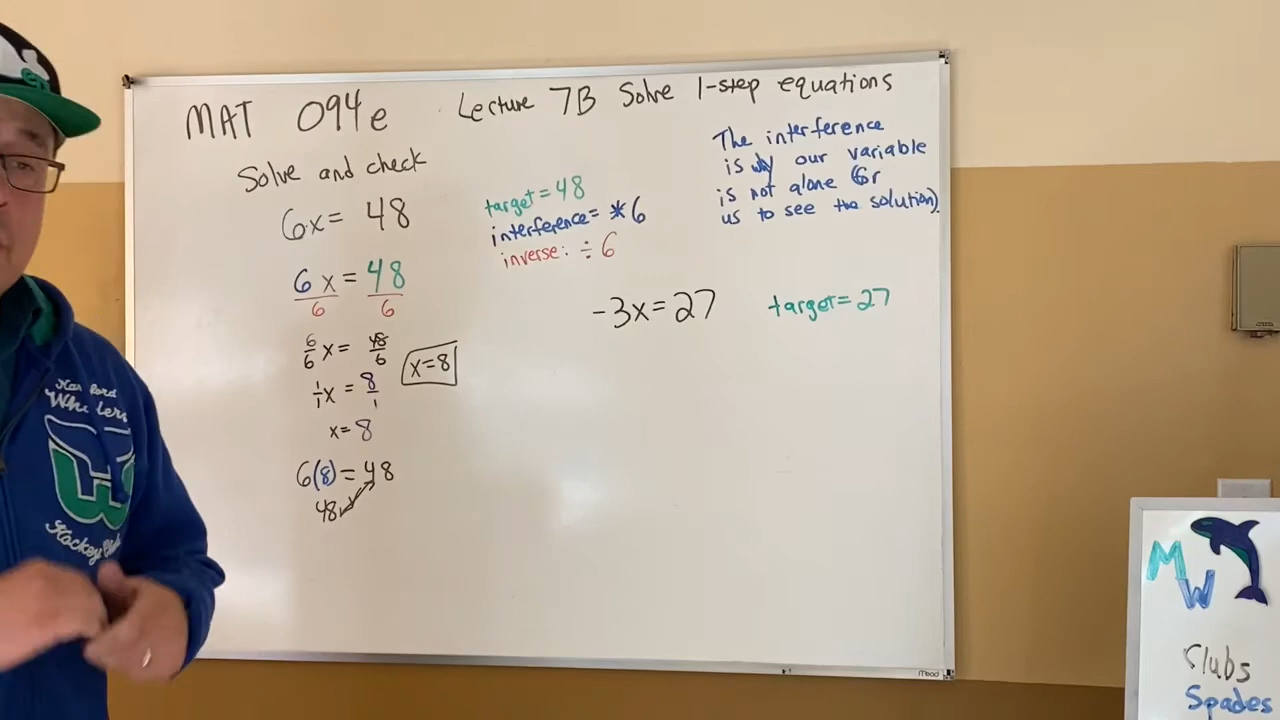 MAT 094e
Lecture 7B Solve 1-step equations
Solve and check
6x = 48
6x = 48
6 6
6/6 x = 48/6
1/1 x = 8/1
x = 8
x=8
6(8) = 48
48
target = 48
interference = *6
inverse: ÷ 6
The interference
is why our variable
is not alone (for
us to see the solution).
-3x = 27
target = 27
Hockey Club
MW
Clubs
Spades
mead